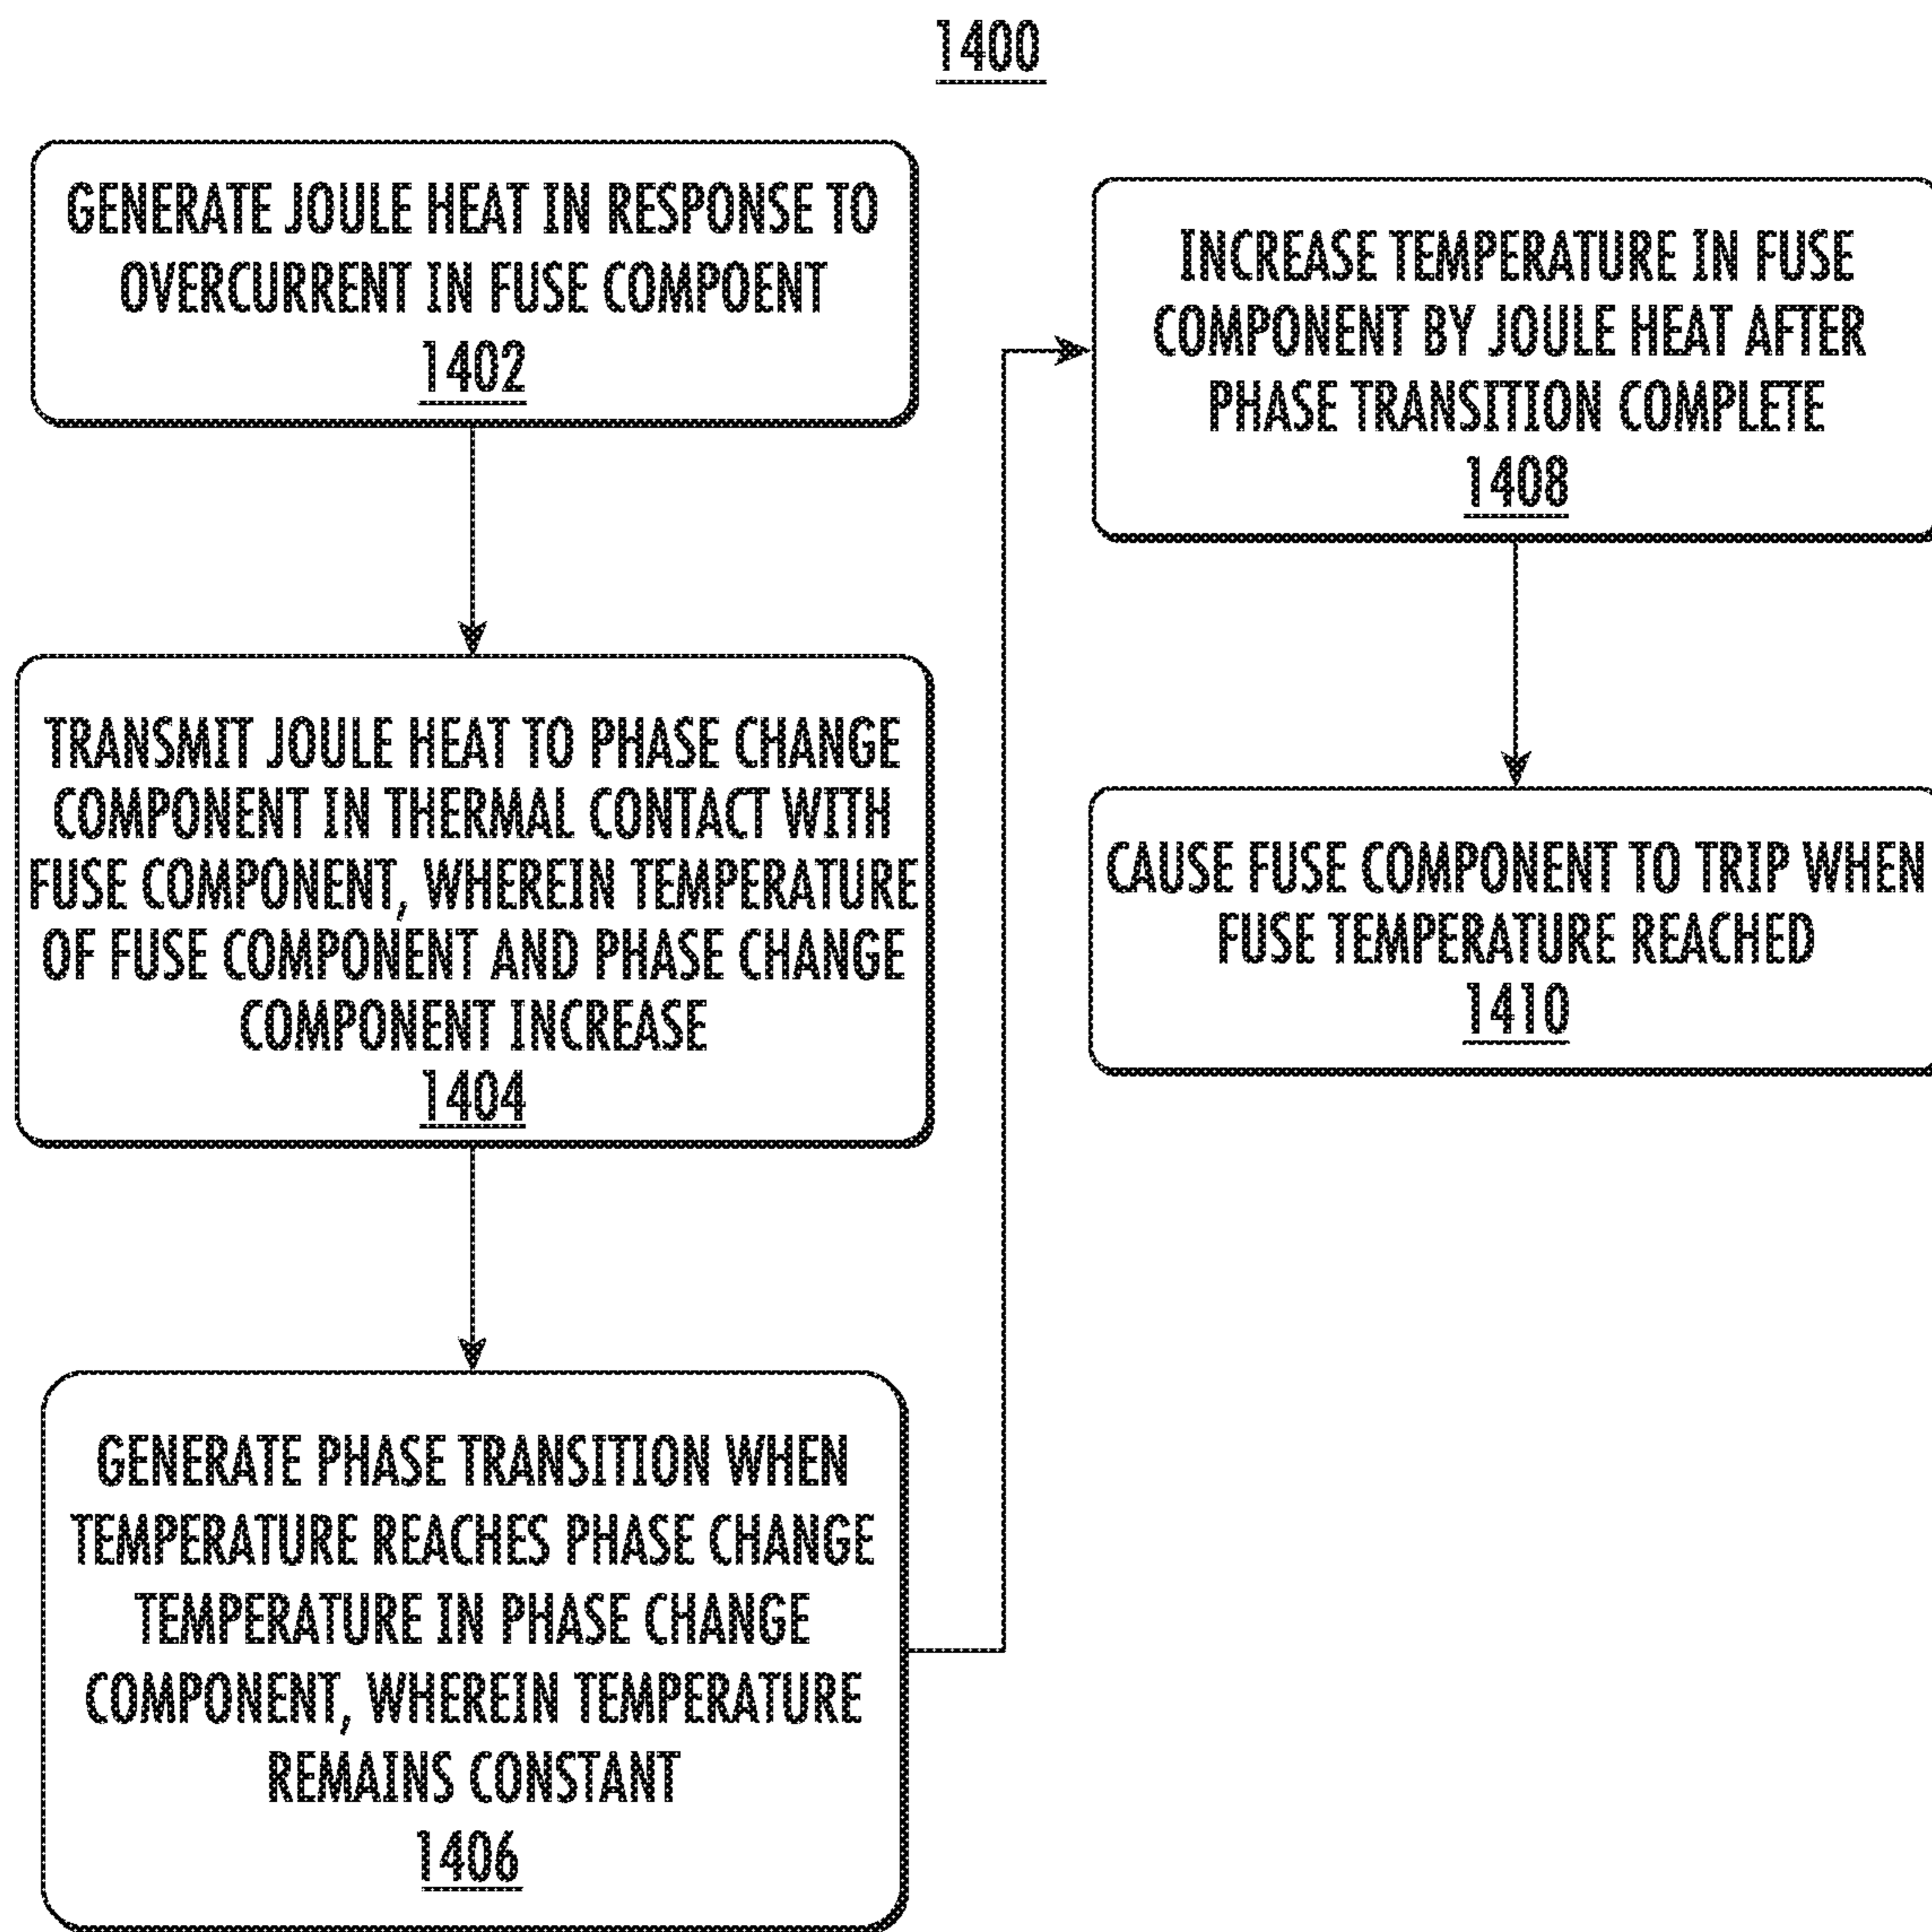 1400
GENERATE JOULE HEAT IN RESPONSE TO
OVERCURRENT IN FUSE COMPOENT
1402
TRANSMIT JOULE HEAT TO PHASE CHANGE
COMPONENT IN THERMAL CONTACT WITH
FUSE COMPONENT, WHEREIN TEMPERATURE
OF FUSE COMPONENT AND PHASE CHANGE
COMPONENT INCREASE
1404
GENERATE PHASE TRANSITION WHEN
TEMPERATURE REACHES PHASE CHANGE
TEMPERATURE IN PHASE CHANGE
COMPONENT, WHEREIN TEMPERATURE
REMAINS CONSTANT
1406
INCREASE TEMPERATURE IN FUSE
COMPONENT BY JOULE HEAT AFTER
PHASE TRANSITION COMPLETE
1408
CAUSE FUSE COMPONENT TO TRIP WHEN
FUSE TEMPERATURE REACHED
1410